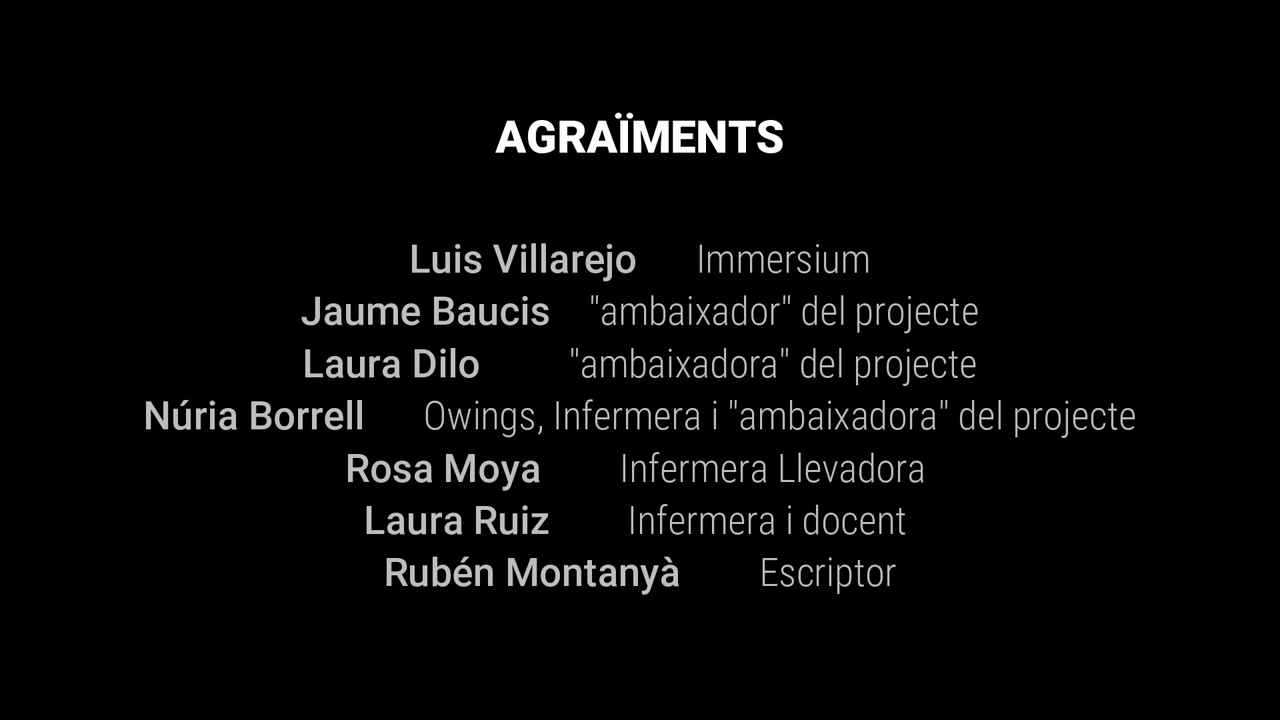 AGRAÏMENTS
Luis Villarejo Immersium
Jaume Baucis "ambaixador" del projecte
Laura Dilo "ambaixadora" del projecte
Núria Borrell Owings, Infermera i "ambaixadora" del projecte
Rosa Moya Infermera Llevadora
Laura Ruiz Infermera i docent
Rubén Montanyà Escriptor